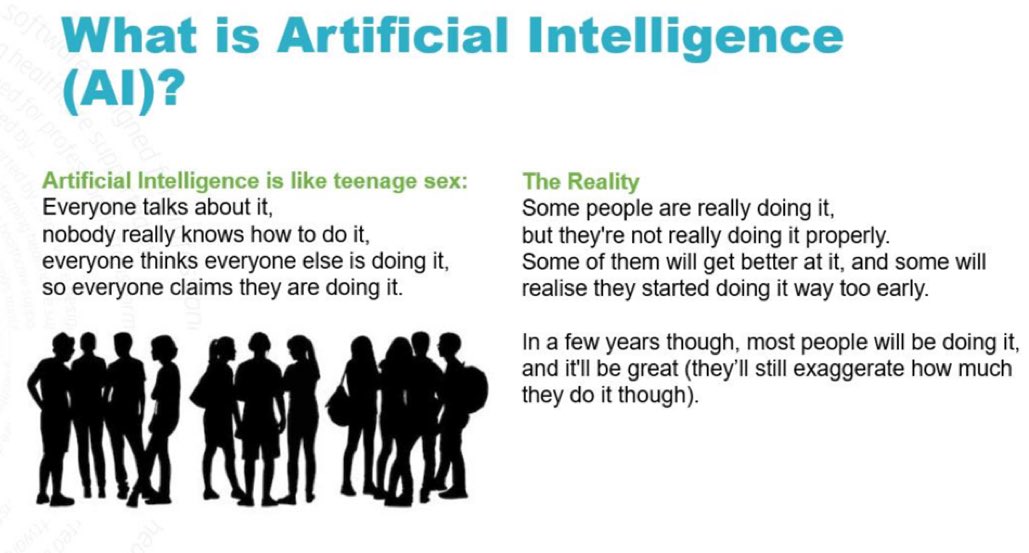 What is Artificial Intelligence
(AI)?
Artificial Intelligence is like teenage sex:
Everyone talks about it,
nobody really knows how to do it,
everyone thinks everyone else is doing it,
so everyone claims they are doing it.
The Reality
Some people are really doing it,
but they're not really doing it properly.
Some of them will get better at it, and some will
realise they started doing it way too early.
In a few years though, most people will be doing it,
and it'll be great (they’ll still exaggerate how much
they do it though).